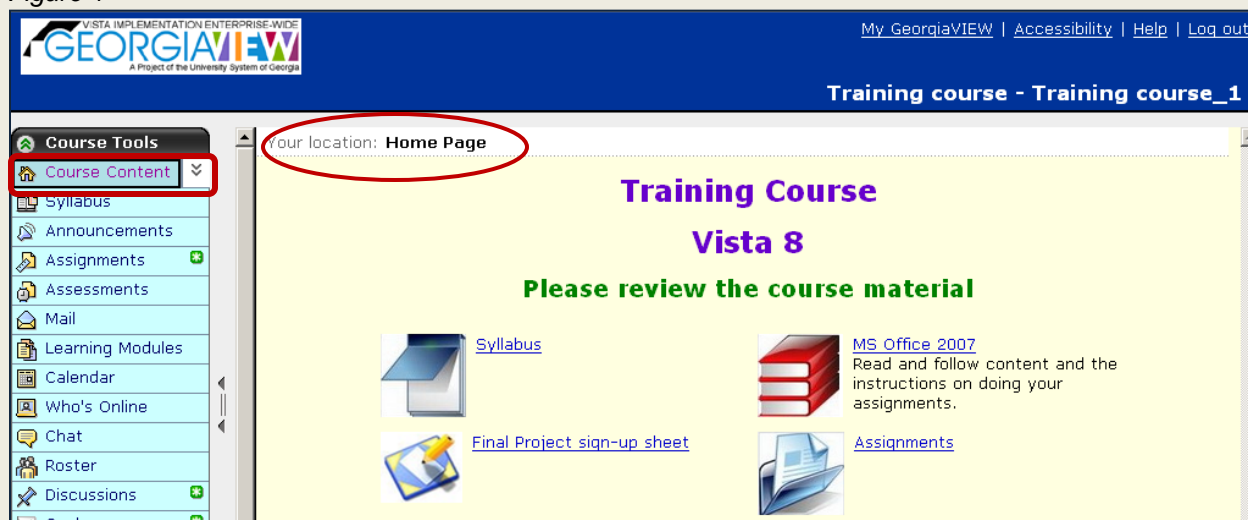 VISTA IMPLEMENTATION ENTERPRISE-WIDE
GEORGIAVIEW
A Project of the University System of Georgia
My GeorgiaVIEW | Accessibility | Help | Log out
Training course - Training course_1
Course Tools
Course Content
Syllabus
Announcements
Assignments
Assessments
Mail
Learning Modules
Calendar
Who's Online
Chat
Roster
Discussions
Your location: Home Page
Training Course
Vista 8
Please review the course material
Syllabus
MS Office 2007
Read and follow content and the
instructions on doing your
assignments.
Final Project sign-up sheet
Assignments